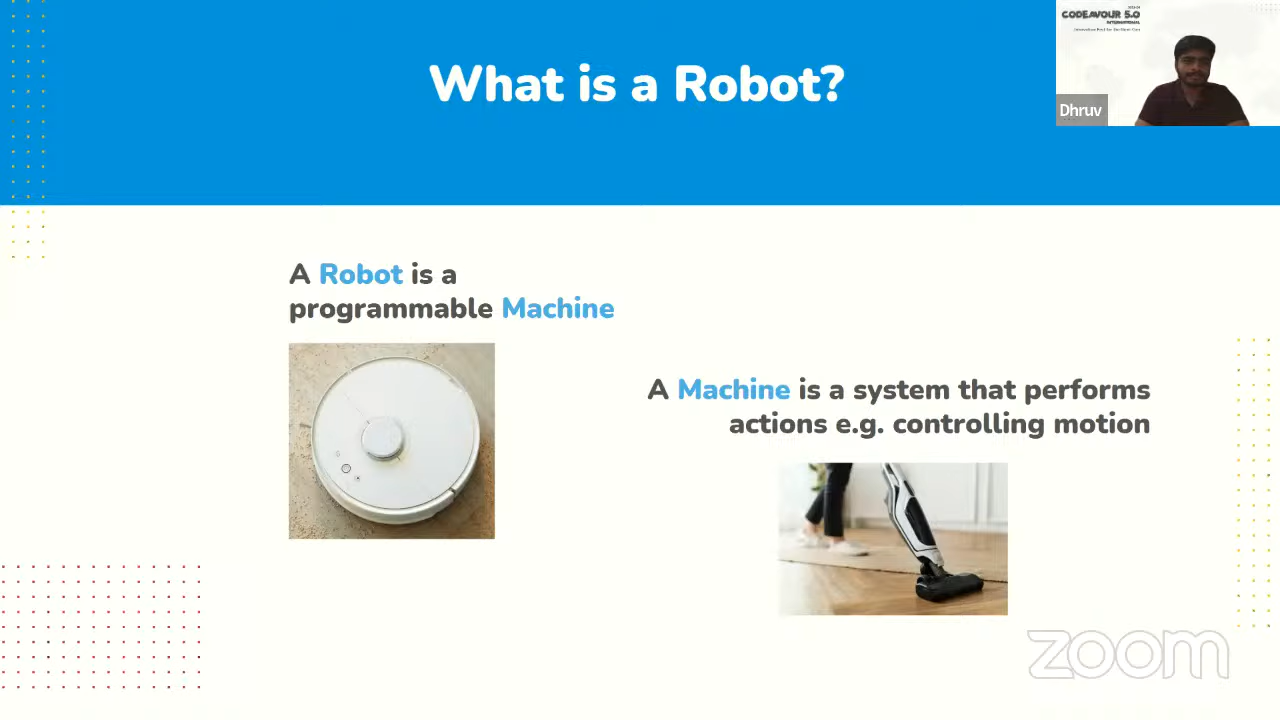 What is a Robot?
CODEAVOUR 5.0
INTERNATIONAL
Dhruv
A Robot is a
programmable Machine
A Machine is a system that performs
actions e.g. controlling motion
zoom